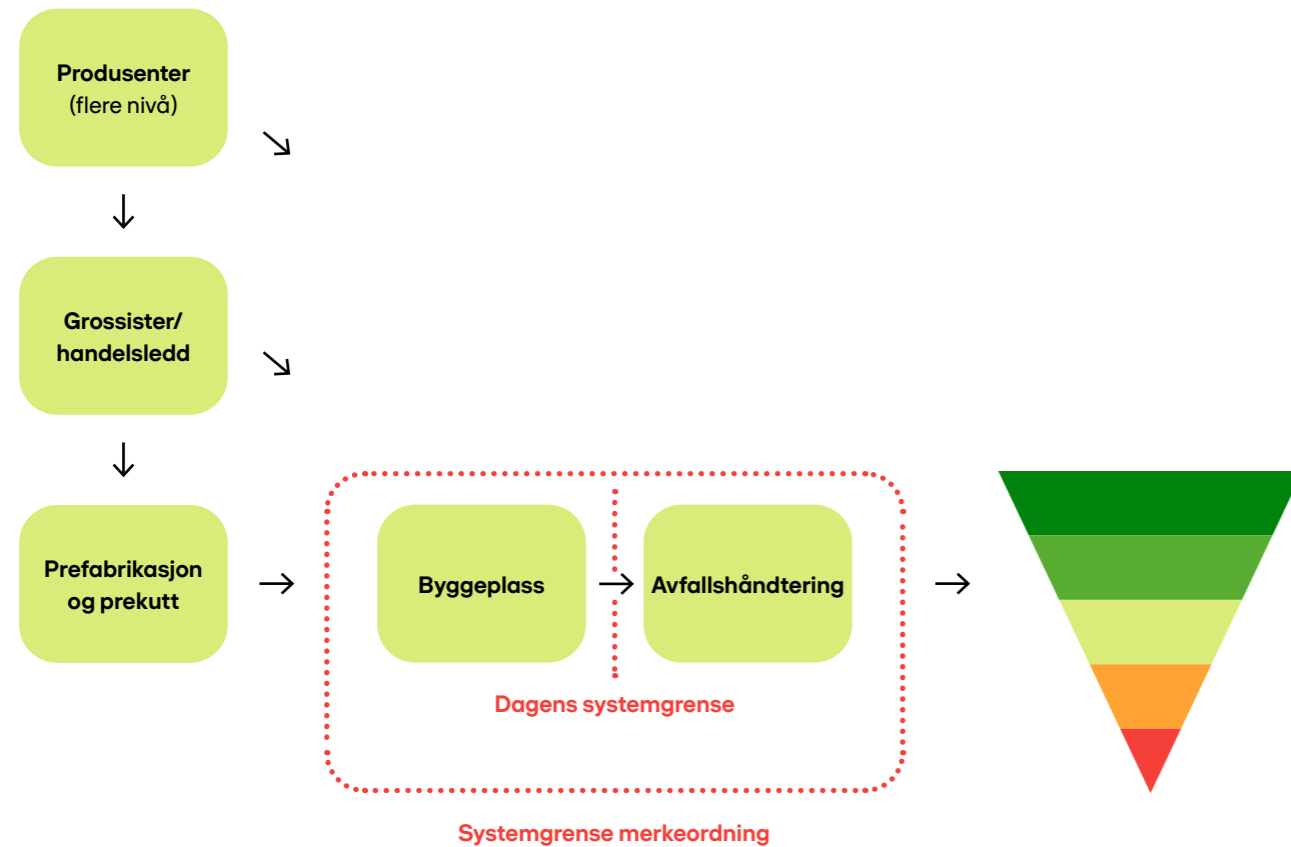 Produsenter
(flere nivå)
Grossister/
handelsledd
Prefabrikasjon
og prekutt
Byggeplass
Avfallshåndtering
Dagens systemgrense
Systemgrense merkeordning